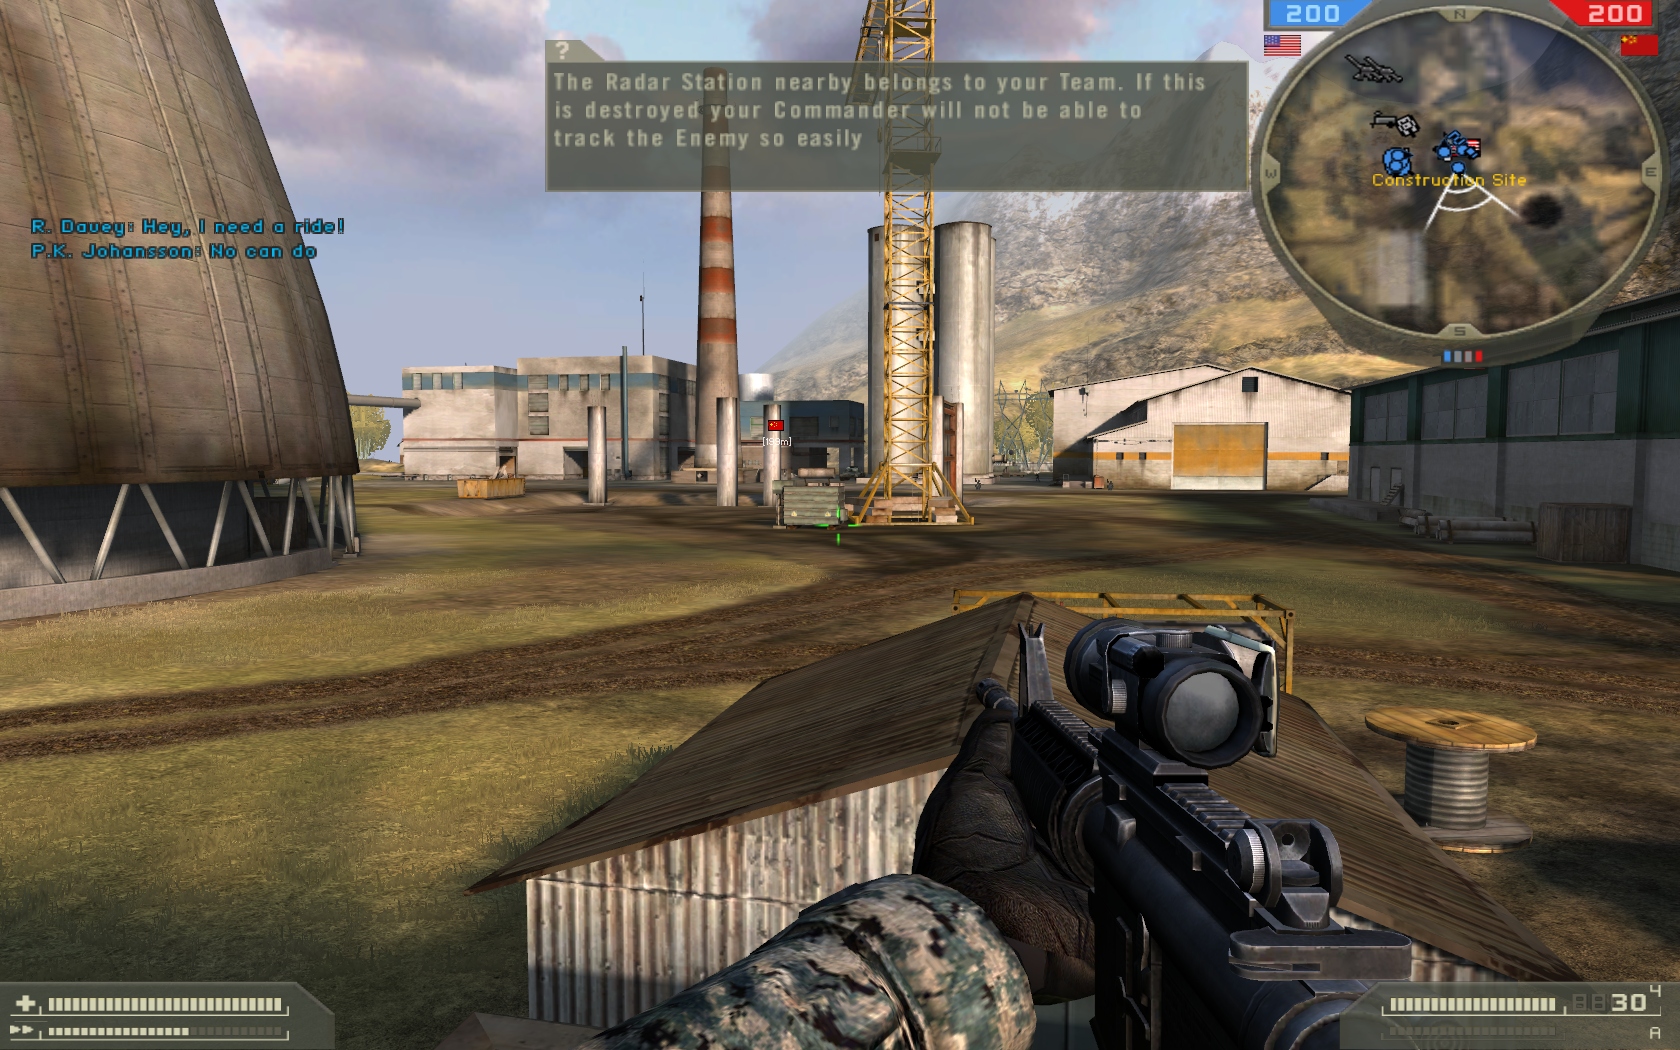 200
200
N
?
The Radar Station nearby belongs to your Team. If this
is destroyed your Commander will not be able to
track the Enemy so easily
W
E
Construction Site
R. Davey: Hey, I need a ride!
P.K. Johansson: No can do
S
[199m]
4
30
A